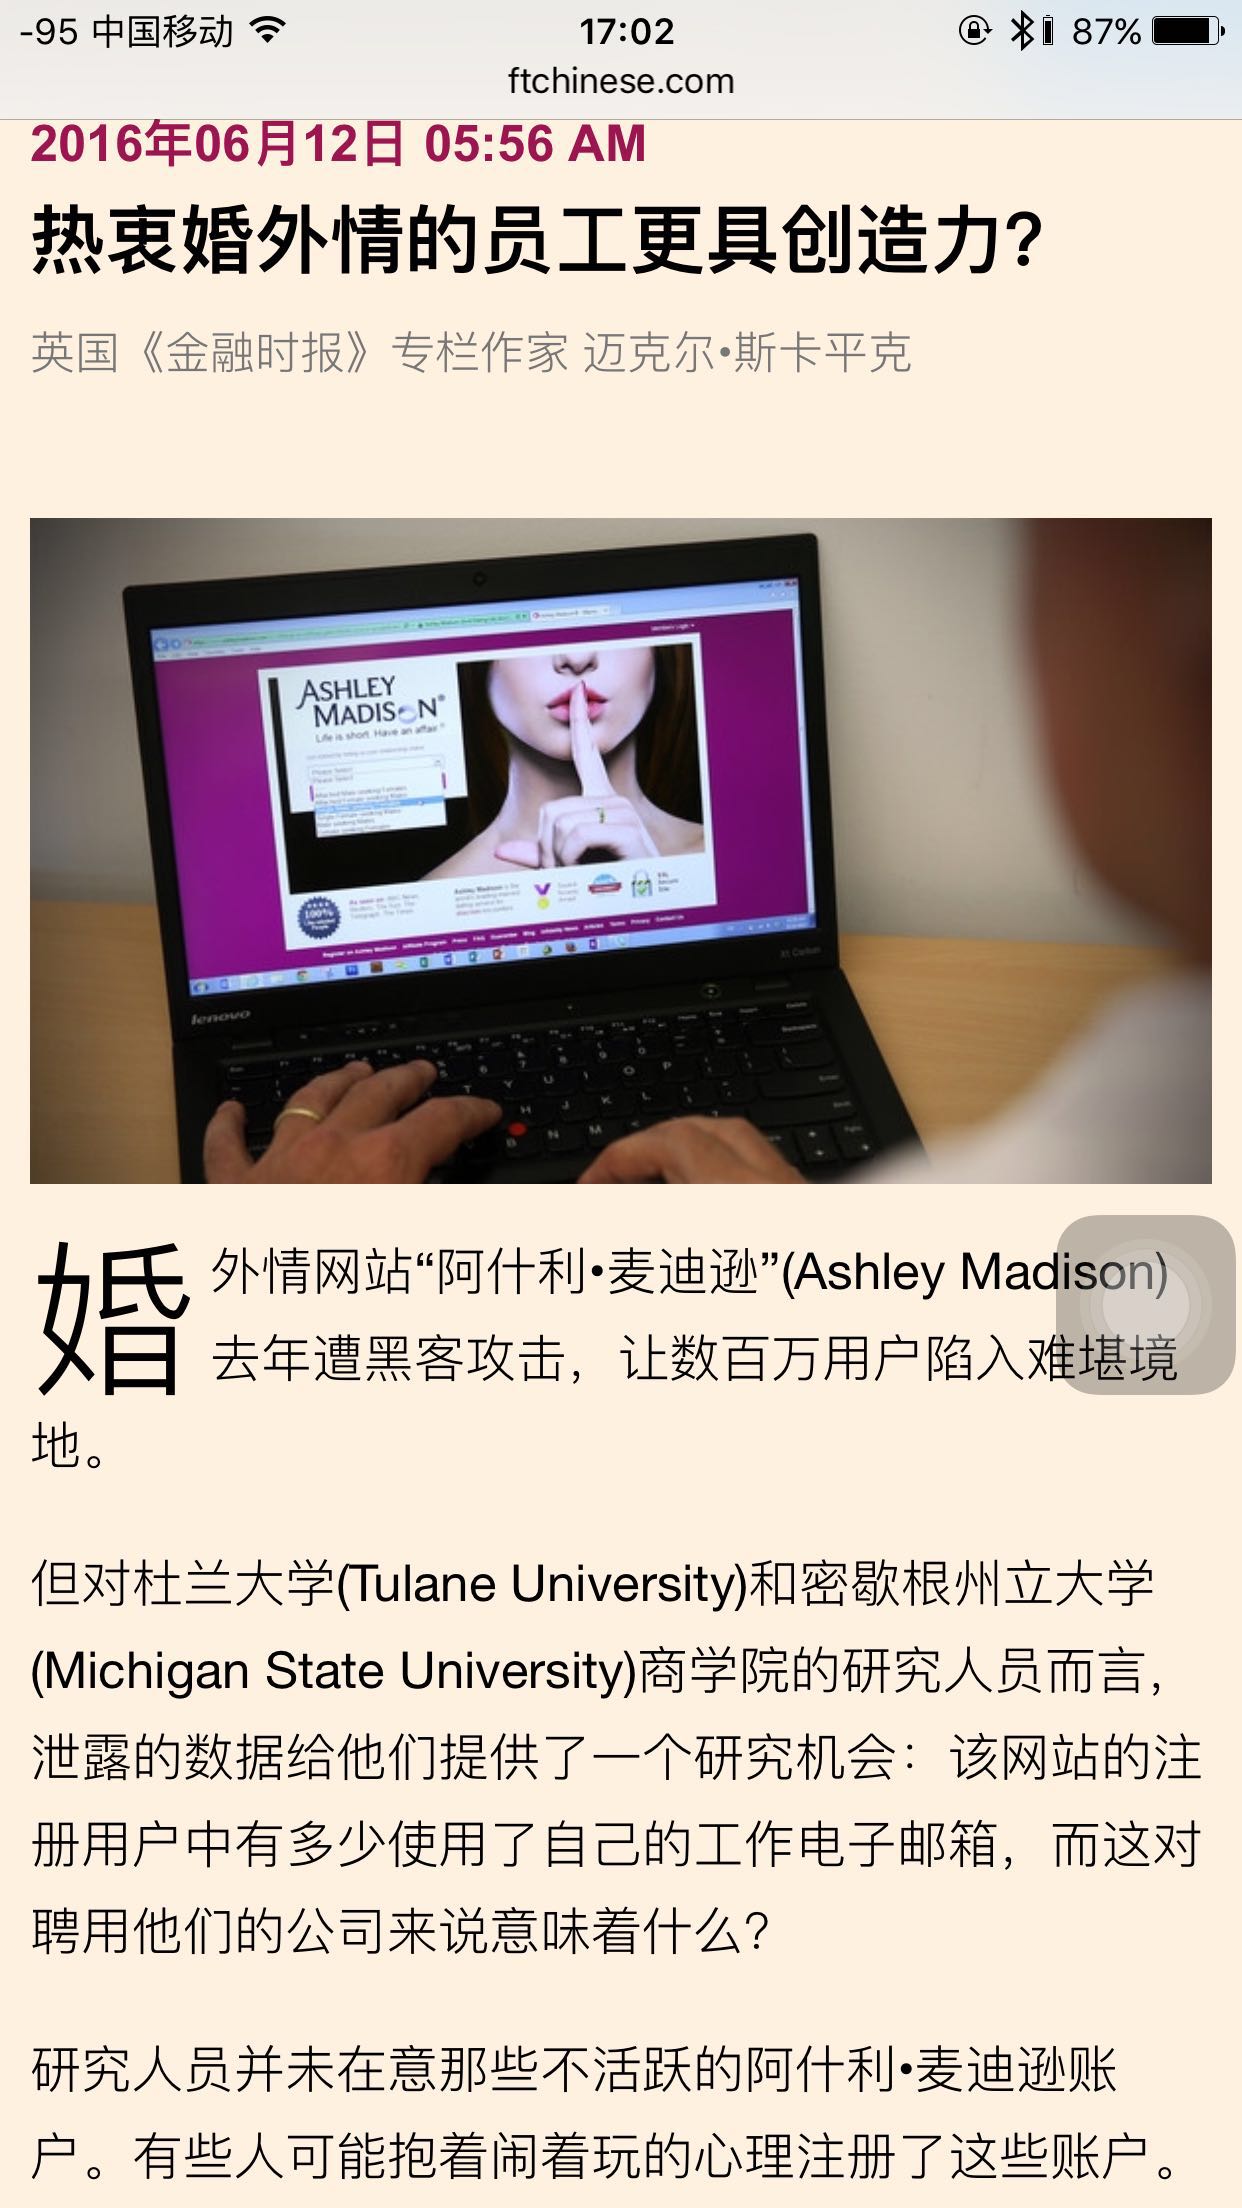 -95 中国移动 17:02 87%
ftchinese.com
2016年06月12日 05:56 AM
热衷婚外情的员工更具创造力?
英国《金融时报》专栏作家 迈克尔•斯卡平克
ASHLEY
MADISON®
Life is short. Have an affair.®
Please Select
100%
lenovo
X1 Carbon
婚外情网站“阿什利•麦迪逊”(Ashley Madison)
去年遭黑客攻击，让数百万用户陷入难堪境
地。
但对杜兰大学(Tulane University)和密歇根州立大学
(Michigan State University)商学院的研究人员而言，
泄露的数据给他们提供了一个研究机会：该网站的注
册用户中有多少使用了自己的工作电子邮箱，而这对
聘用他们的公司来说意味着什么?
研究人员并未在意那些不活跃的阿什利•麦迪逊账
户。有些人可能抱着闹着玩的心理注册了这些账户。